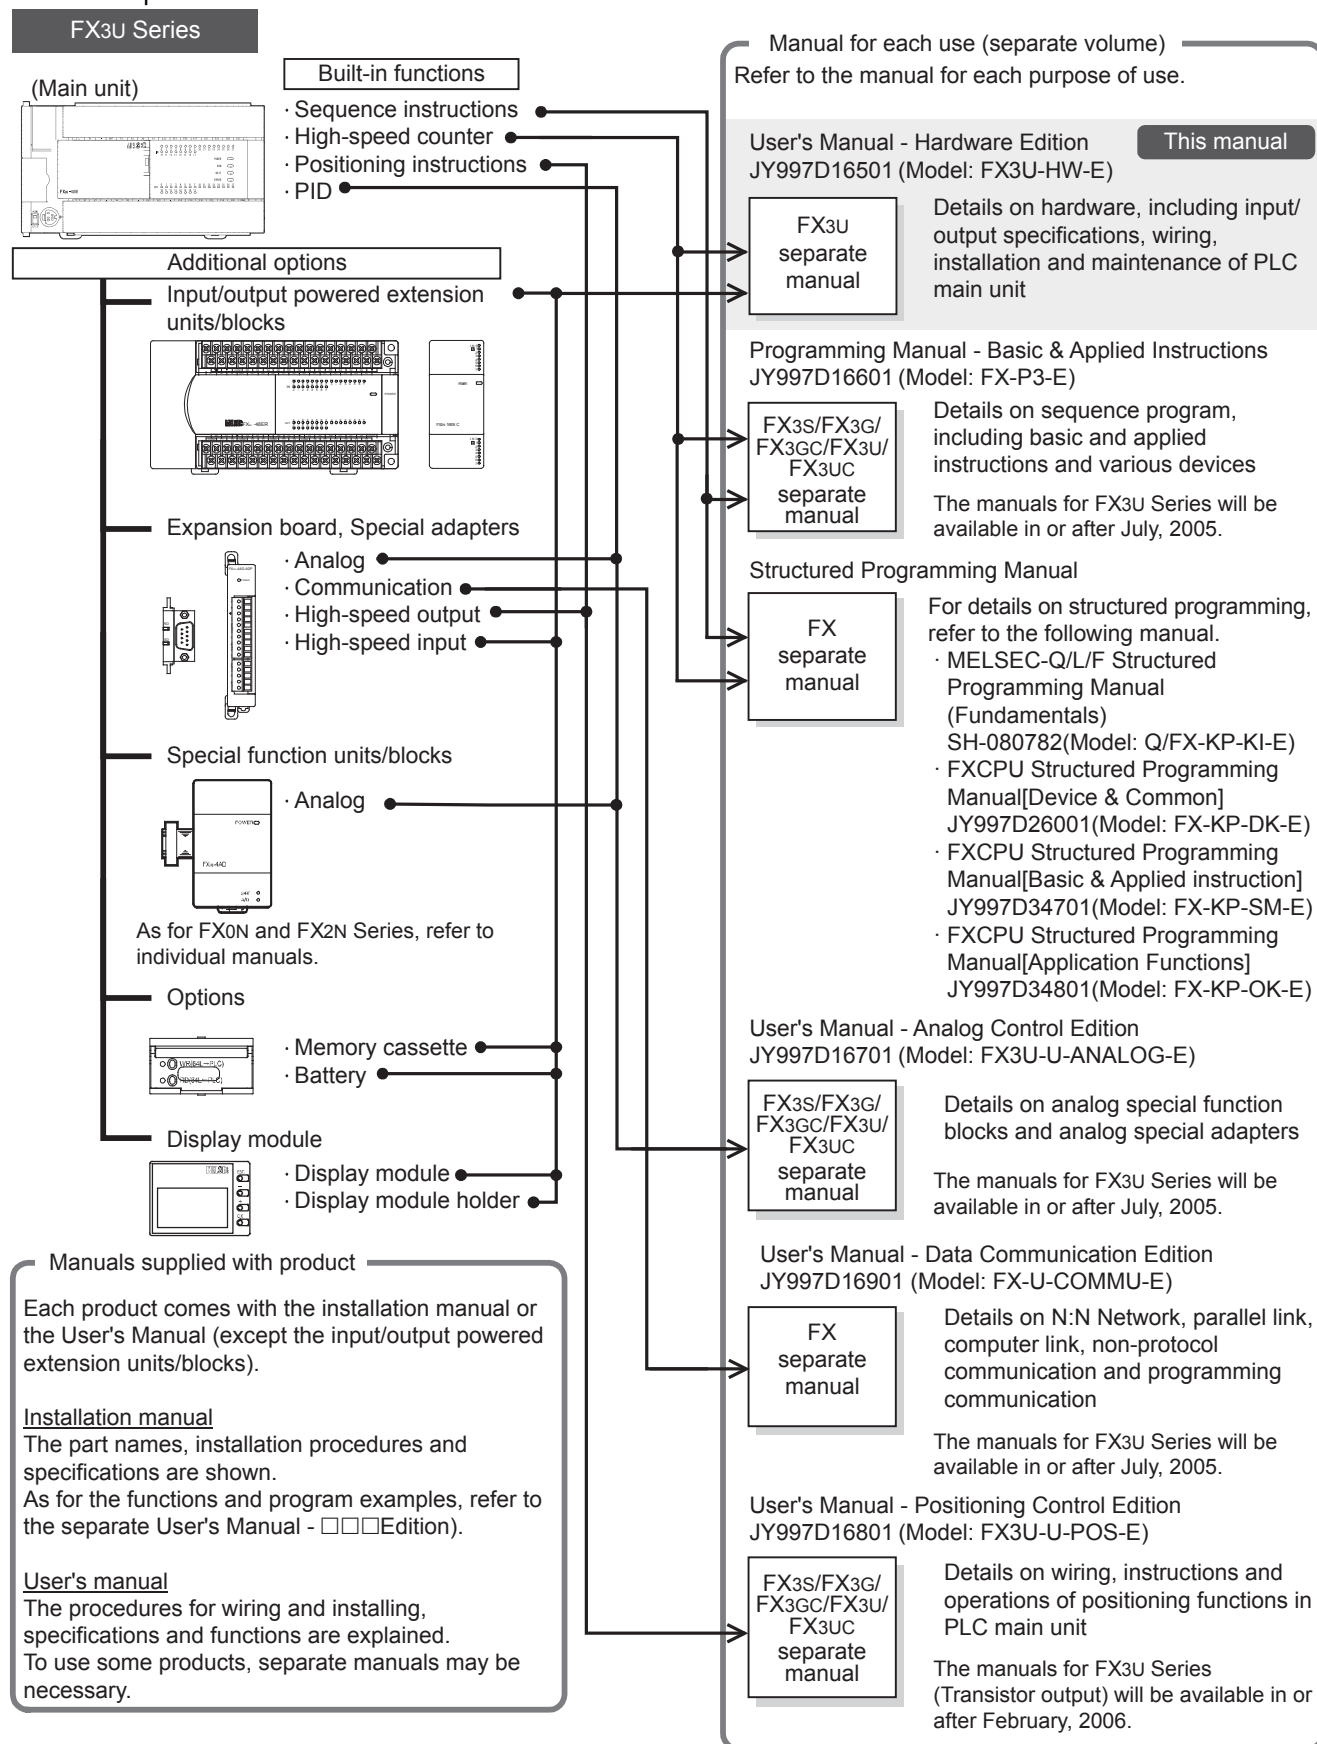 FX3U Series
(Main unit)
Built-in functions
· Sequence instructions
· High-speed counter
· Positioning instructions
· PID
Additional options
Input/output powered extension
units/blocks
Expansion board, Special adapters
· Analog
· Communication
· High-speed output
· High-speed input
Special function units/blocks
· Analog
POWER
As for FX0N and FX2N Series, refer to
individual manuals.
Options
· Memory cassette
· Battery
Display module
· Display module
· Display module holder
Manuals supplied with product
Each product comes with the installation manual or
the User's Manual (except the input/output powered
extension units/blocks).
Installation manual
The part names, installation procedures and
specifications are shown.
As for the functions and program examples, refer to
the separate User's Manual - □□□Edition).
User's manual
The procedures for wiring and installing,
specifications and functions are explained.
To use some products, separate manuals may be
necessary.
Manual for each use (separate volume)
Refer to the manual for each purpose of use.
User's Manual - Hardware Edition
This manual
JY997D16501 (Model: FX3U-HW-E)
FX3U
separate
manual
Details on hardware, including input/
output specifications, wiring,
installation and maintenance of PLC
main unit
Programming Manual - Basic & Applied Instructions
JY997D16601 (Model: FX-P3-E)
FX3S/FX3G/
FX3GC/FX3U/
FX3UC
separate
manual
Details on sequence program,
including basic and applied
instructions and various devices
The manuals for FX3U Series will be
available in or after July, 2005.
Structured Programming Manual
FX
separate
manual
For details on structured programming,
refer to the following manual.
· MELSEC-Q/L/F Structured
Programming Manual
(Fundamentals)
SH-080782(Model: Q/FX-KP-KI-E)
· FXCPU Structured Programming
Manual[Device & Common]
JY997D26001(Model: FX-KP-DK-E)
· FXCPU Structured Programming
Manual[Basic & Applied instruction]
JY997D34701(Model: FX-KP-SM-E)
· FXCPU Structured Programming
Manual[Application Functions]
JY997D34801(Model: FX-KP-OK-E)
User's Manual - Analog Control Edition
JY997D16701 (Model: FX3U-U-ANALOG-E)
FX3S/FX3G/
FX3GC/FX3U/
FX3UC
separate
manual
Details on analog special function
blocks and analog special adapters
The manuals for FX3U Series will be
available in or after July, 2005.
User's Manual - Data Communication Edition
JY997D16901 (Model: FX-U-COMMU-E)
FX
separate
manual
Details on N:N Network, parallel link,
computer link, non-protocol
communication and programming
communication
The manuals for FX3U Series will be
available in or after July, 2005.
User's Manual - Positioning Control Edition
JY997D16801 (Model: FX3U-U-POS-E)
FX3S/FX3G/
FX3GC/FX3U/
FX3UC
separate
manual
Details on wiring, instructions and
operations of positioning functions in
PLC main unit
The manuals for FX3U Series
(Transistor output) will be available in or
after February, 2006.